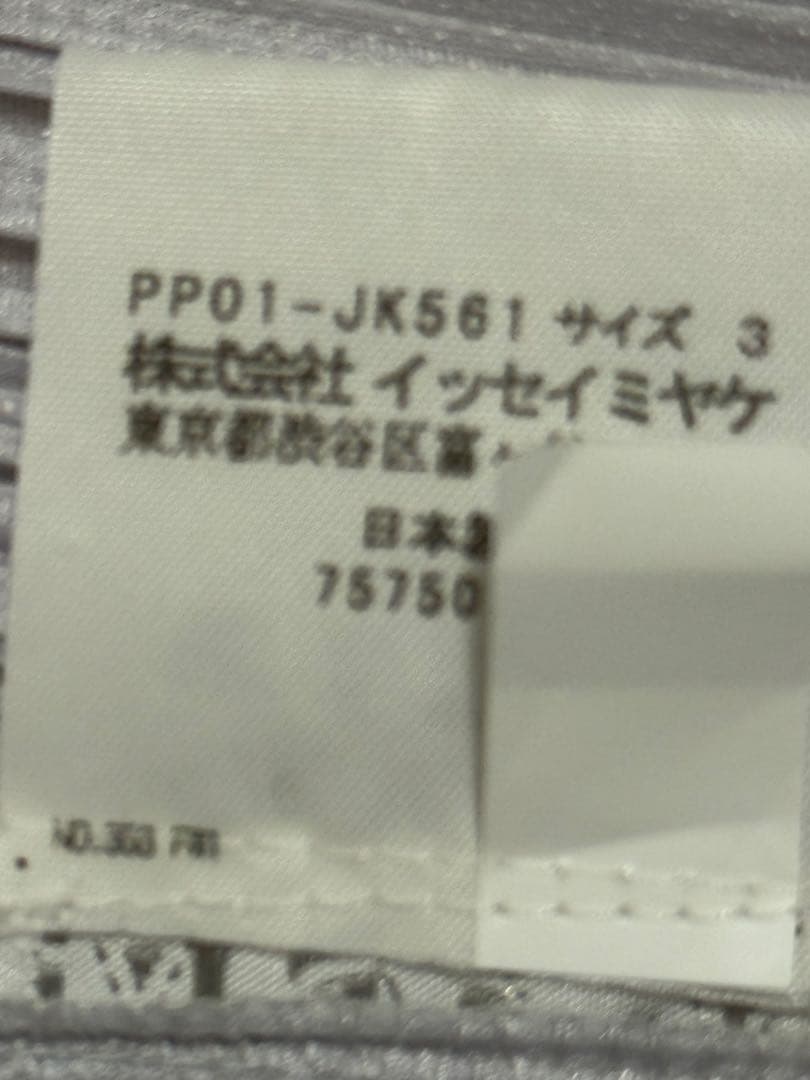 PP01-JK561 サイズ 3
株式会社 イッセイミヤケ
東京都渋谷区富
日本製
75750